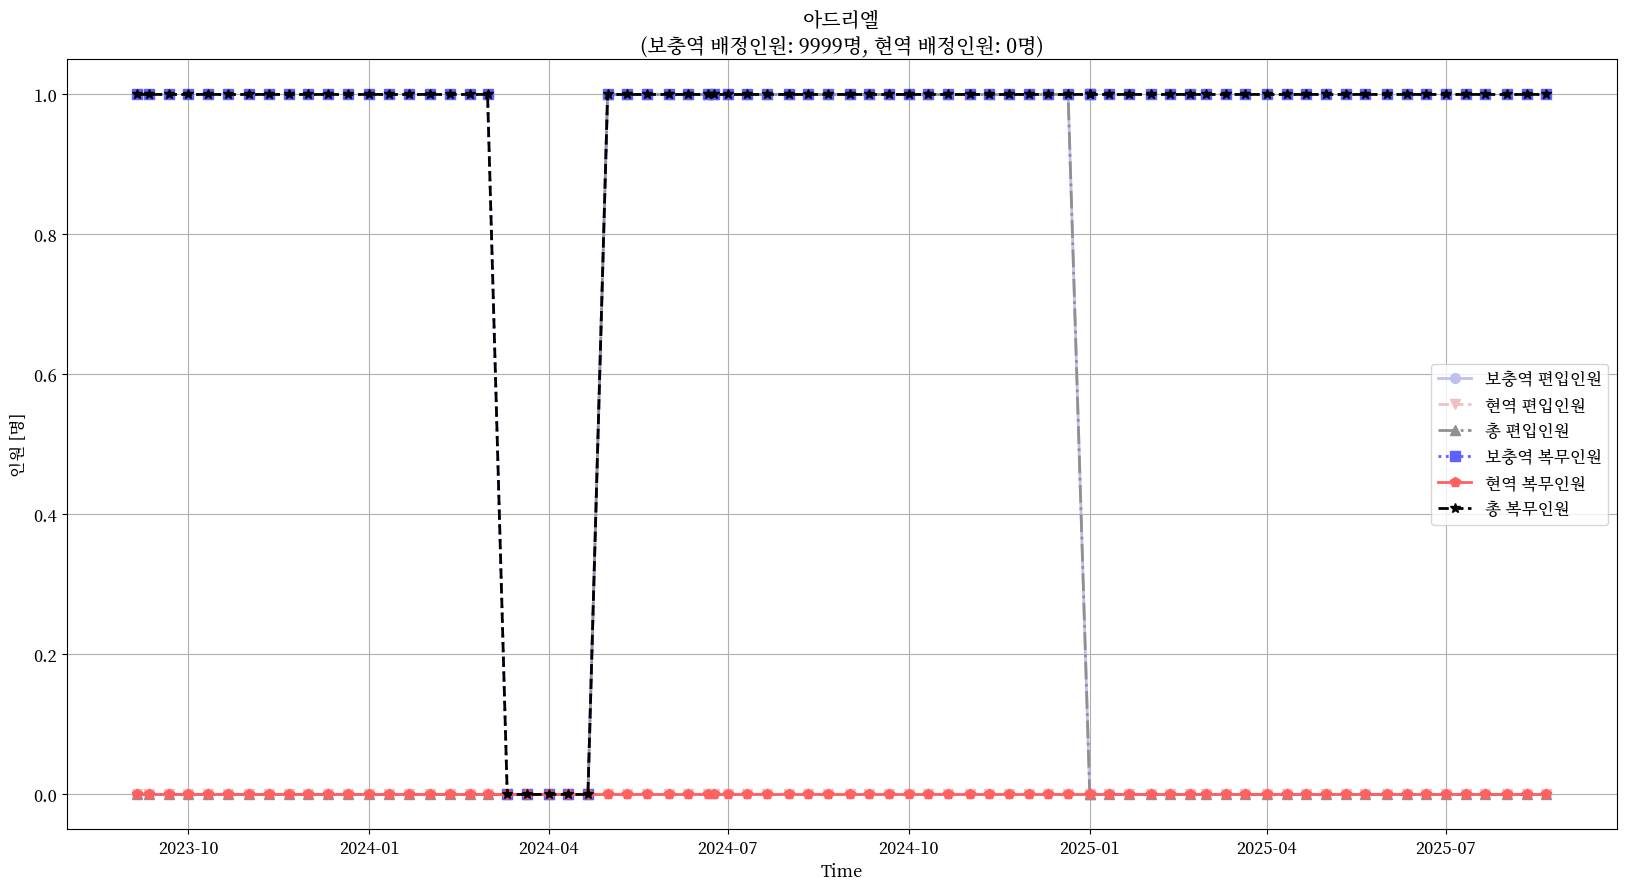 아드리엘
(보충역 배정인원: 9999명, 현역 배정인원: 0명)
1.0
0.8
0.6
0.4
0.2
0.0
인원 [명]
보충역 편입인원
현역 편입인원
총 편입인원
보충역 복무인원
현역 복무인원
총 복무인원
2023-10 2024-01 2024-04 2024-07 2024-10 2025-01 2025-04 2025-07
Time